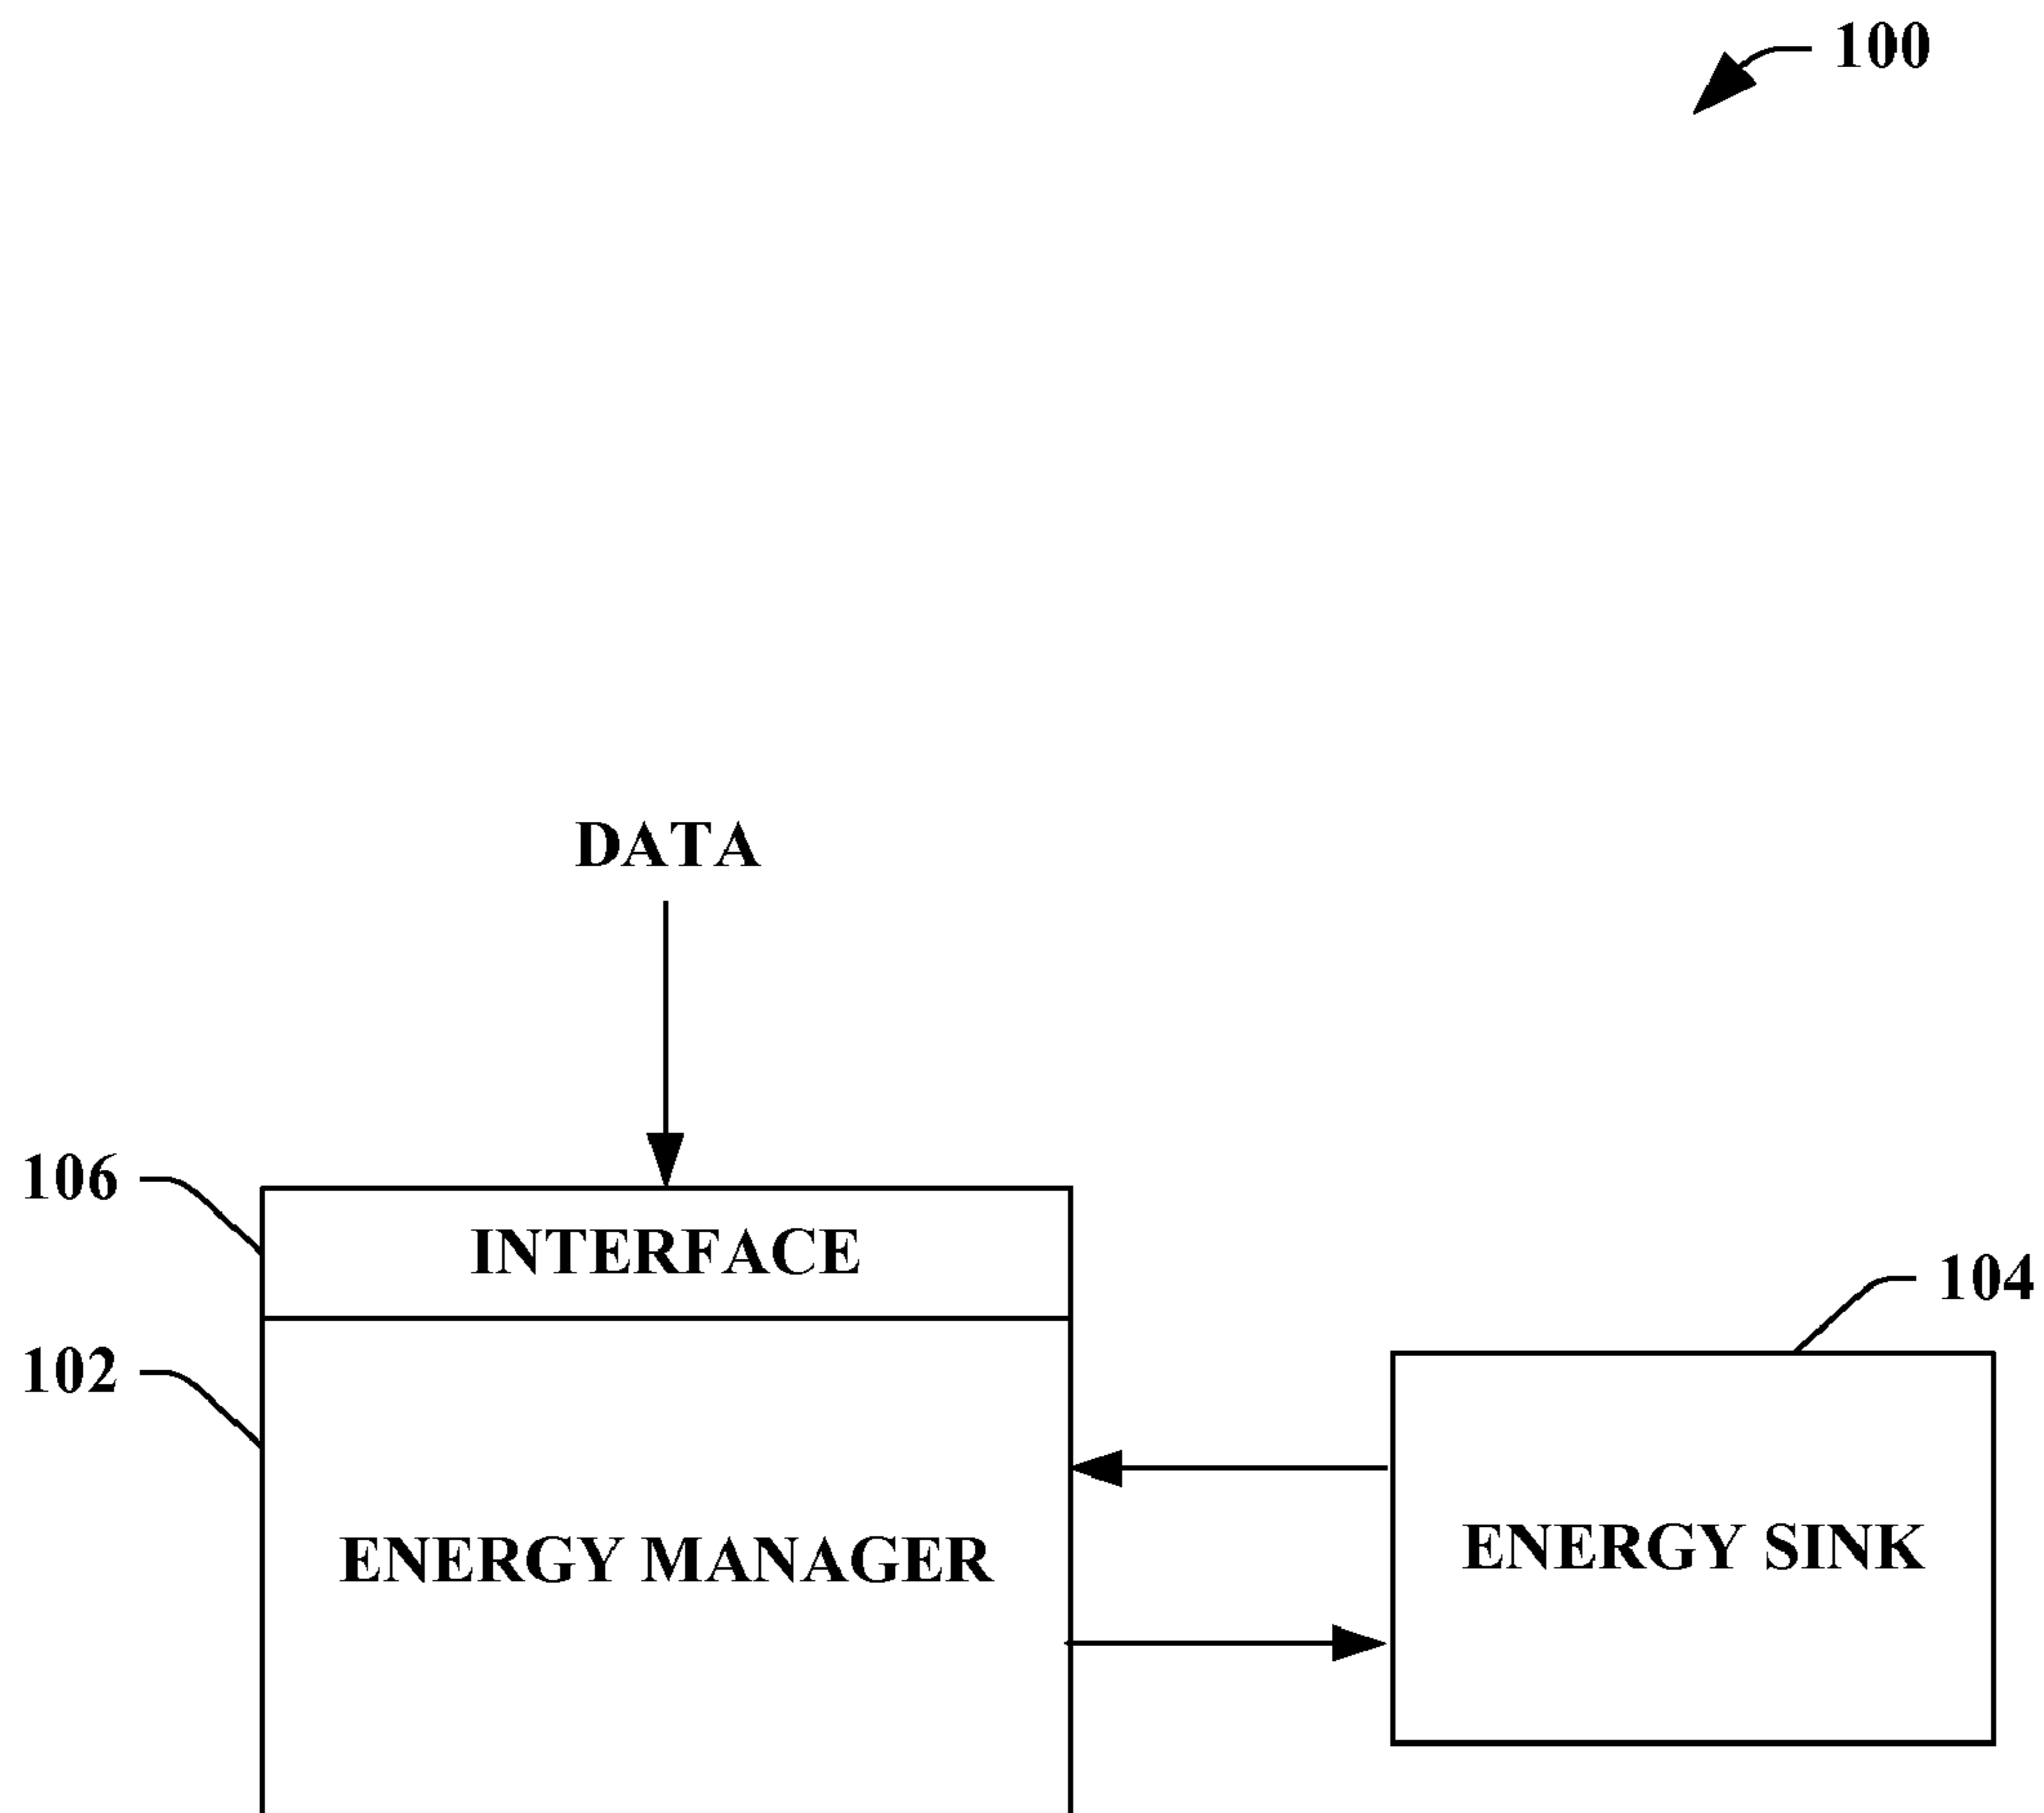 100
DATA
106
INTERFACE
104
102
ENERGY MANAGER
ENERGY SINK